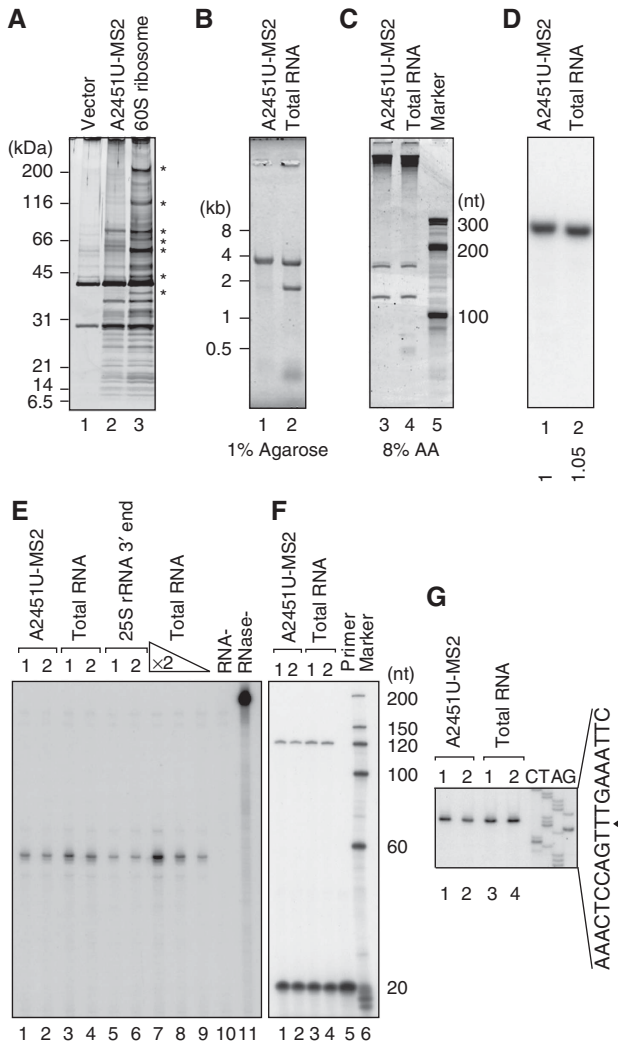 A
Vector
A2451U-MS2
60S ribosome
(kDa)
200
116
66
45
31
21
14
6.5
*
*
*
*
*
*
*
1 2 3
B
A2451U-MS2
Total RNA
(kb)
8
4
2
1
0.5
1 2
1% Agarose
C
A2451U-MS2
Total RNA
Marker
(nt)
300
200
100
3 4 5
8% AA
D
A2451U-MS2
Total RNA
1 2
1
1.05
E
A2451U-MS2
Total RNA
25S rRNA 3′ end
Total RNA
RNA-
RNase-
1 2 1 2 1 2 ×2
1 2 3 4 5 6 7 8 9 10 11
F
A2451U-MS2
Total RNA
Primer
Marker
1 2 1 2
(nt)
200
150
120
100
60
20
1 2 3 4 5 6
G
A2451U-MS2
Total RNA
1 2 1 2 CTAG
AAACTCCAGTTTGAAATTC
1 2 3 4